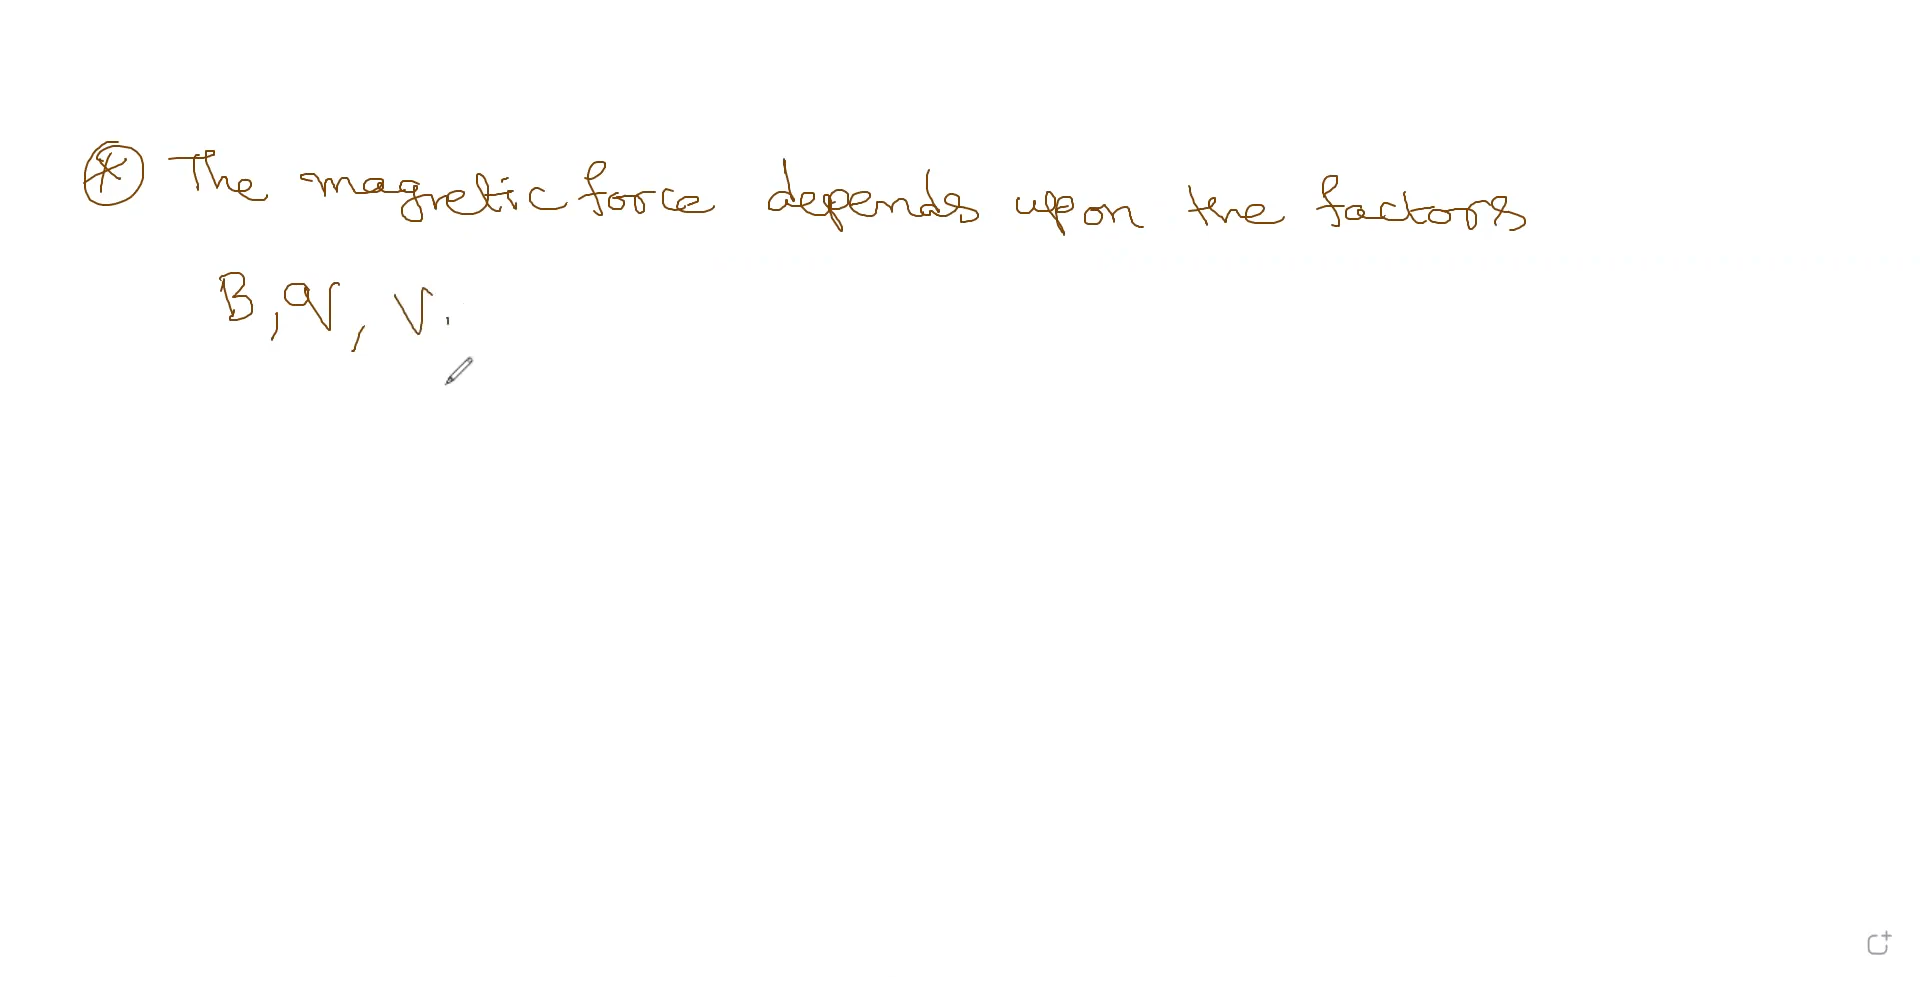 The magnetic force depends upon the factors
B, q, v.